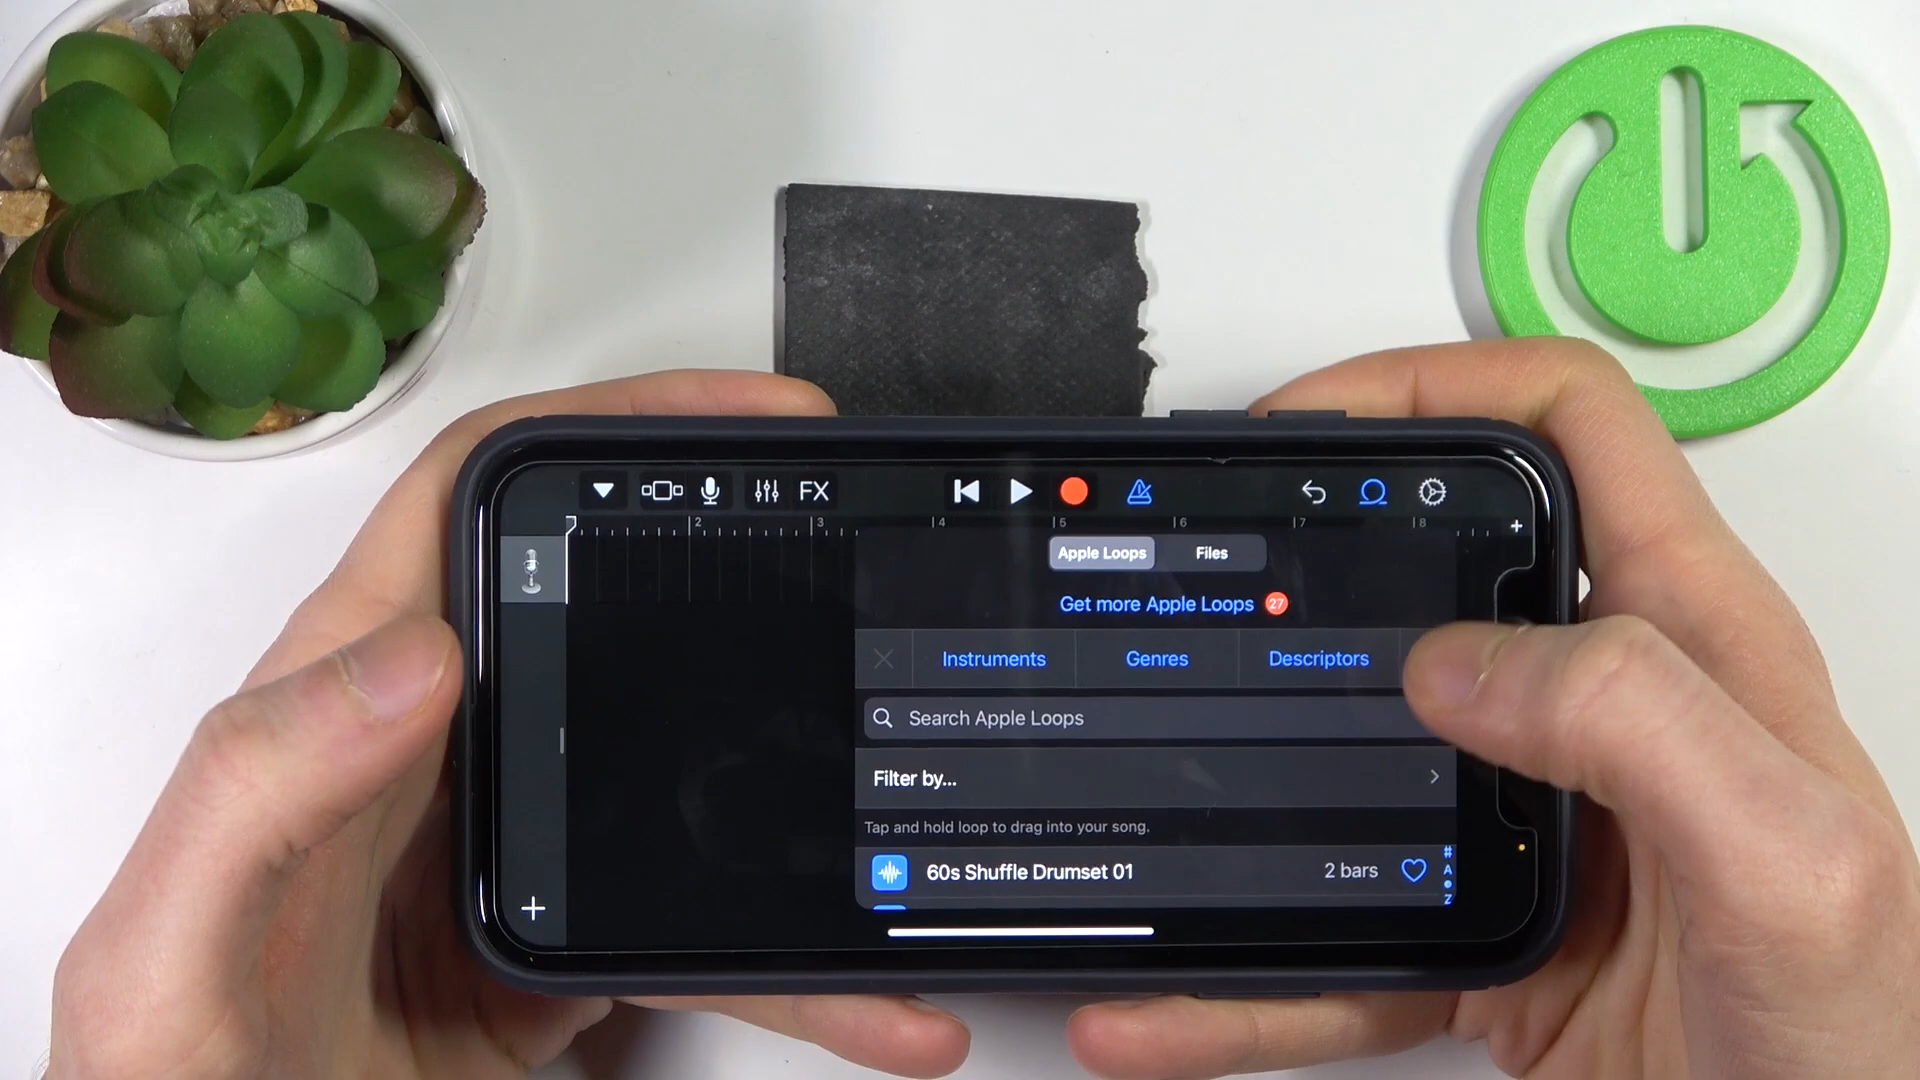 FX
2 3 4 5 6 7 8 +
Apple Loops Files
Get more Apple Loops 27
Instruments Genres Descriptors
Search Apple Loops
Filter by...
Tap and hold loop to drag into your song.
60s Shuffle Drumset 01 2 bars
#
A
Z